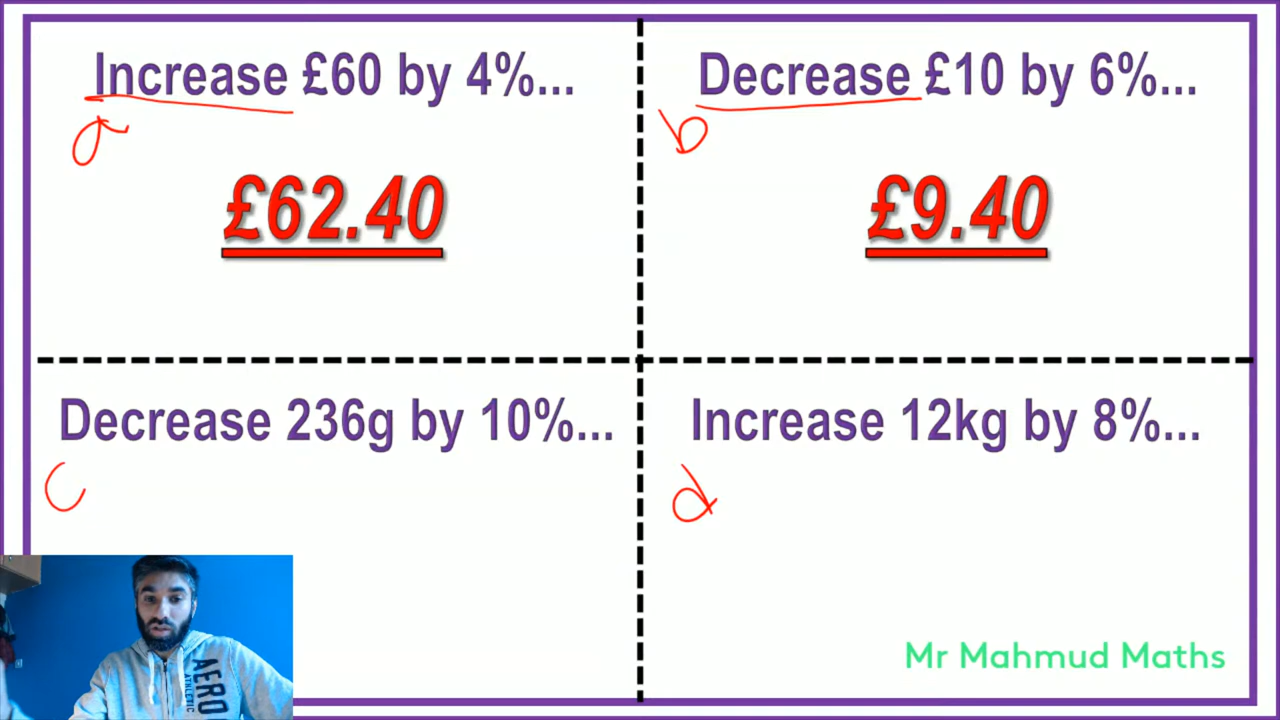 Increase £60 by 4%...
a
£62.40
Decrease £10 by 6%...
b
£9.40
Decrease 236g by 10%...
c
Increase 12kg by 8%...
d
AERO
ATHLETIC
Mr Mahmud Maths